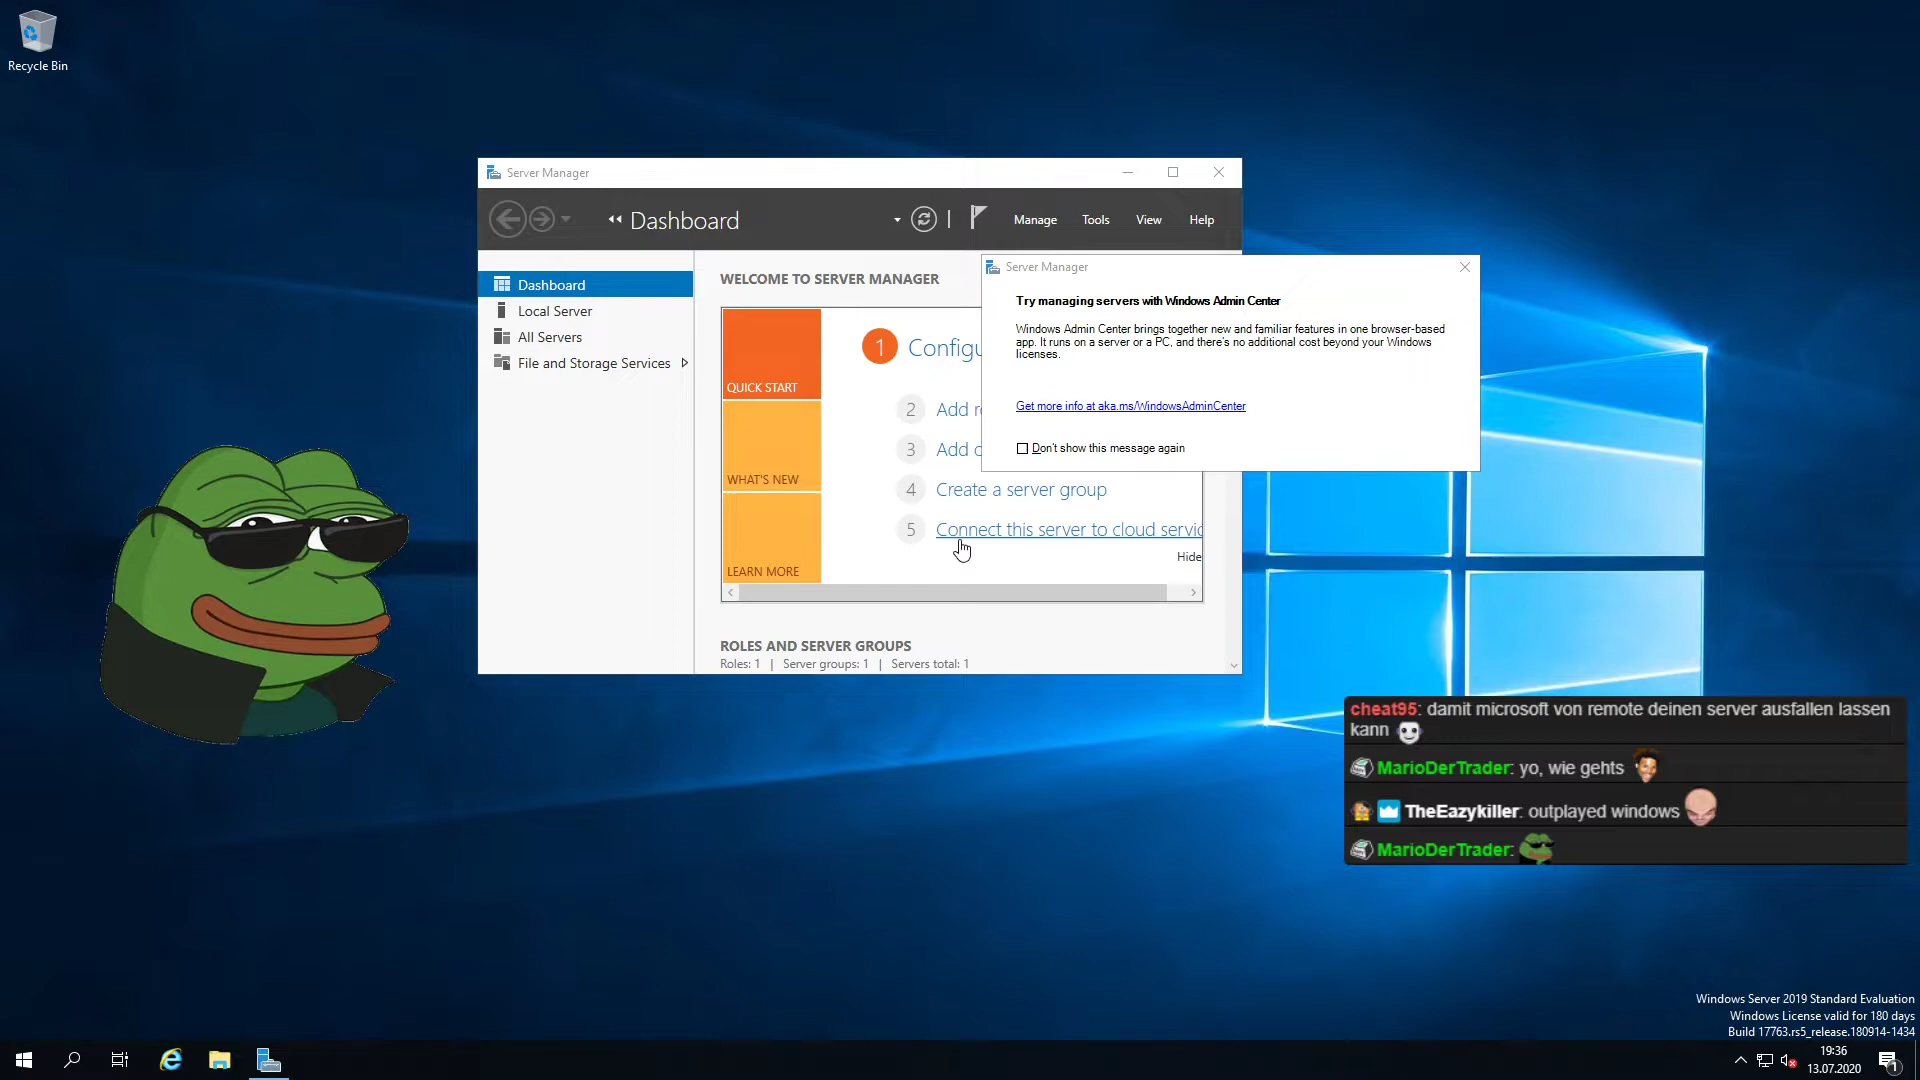 Recycle Bin
Server Manager
Dashboard
Manage Tools View Help
Dashboard
Local Server
All Servers
File and Storage Services
WELCOME TO SERVER MANAGER
QUICK START
WHAT'S NEW
LEARN MORE
1
2 Add
3 Add
4 Create a server group
5 Connect this server to cloud
Hide
ROLES AND SERVER GROUPS
Roles: 1 | Server groups: 1 | Servers total: 1
Server Manager
Try managing servers with Windows Admin Center
Windows Admin Center brings together new and familiar features in one browser-based
app. It runs on a server or a PC, and there's no additional cost beyond your Windows
licenses.
Get more info at aka.ms/WindowsAdminCenter
Don't show this message again
cheat95: damit microsoft von remote deinen server ausfallen lassen
kann
MarioDerTrader: yo, wie gehts
TheEazykiller: outplayed windows
MarioDerTrader:
Windows Server 2019 Standard Evaluation
Windows License valid for 180 days
Build 17763.rs5_release.180914-1434
19:36
13.07.2020
1